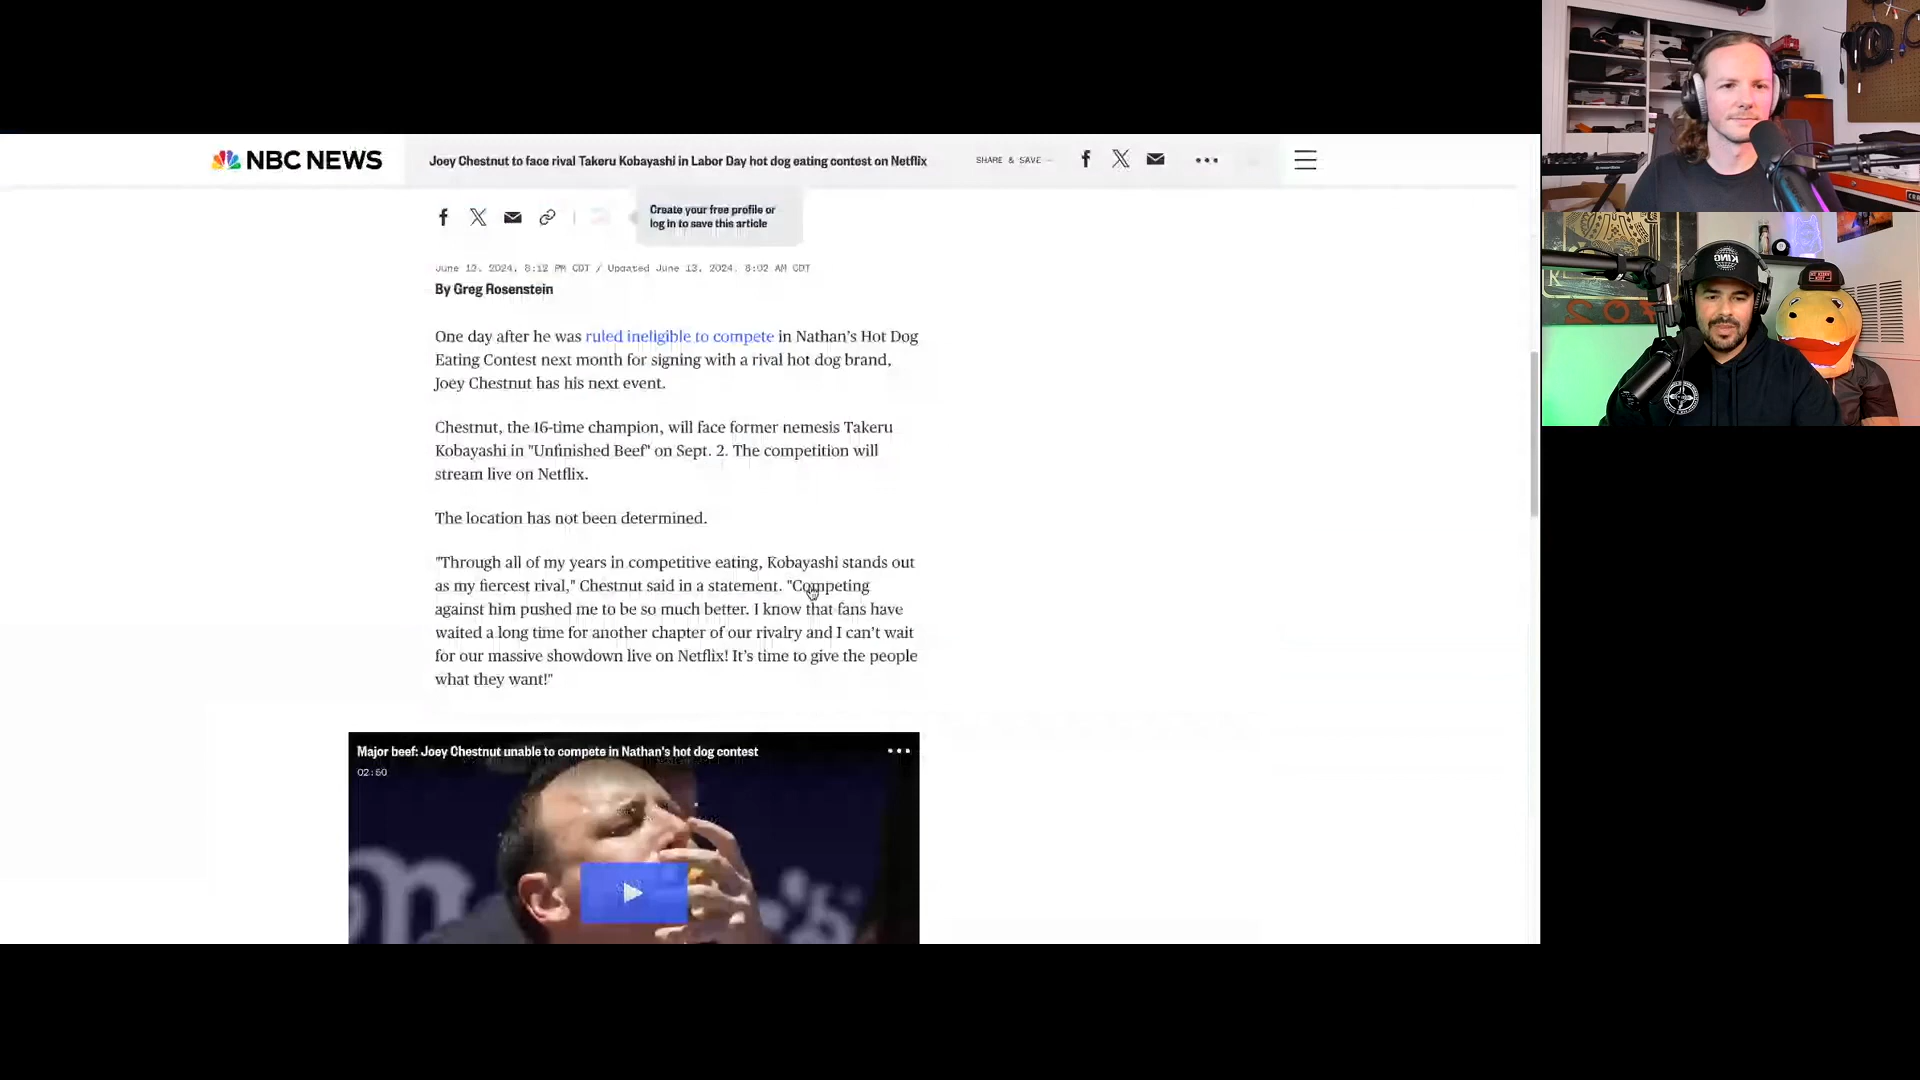 NBC NEWS
Joey Chestnut to face rival Takeru Kobayashi in Labor Day hot dog eating contest on Netflix
SHARE & SAVE
Create your free profile or
log in to save this article
June 12, 2024, 8:12 PM CDT / Updated June 13, 2024, 8:02 AM CDT
By Greg Rosenstein
One day after he was ruled ineligible to compete in Nathan's Hot Dog
Eating Contest next month for signing with a rival hot dog brand,
Joey Chestnut has his next event.
Chestnut, the 16-time champion, will face former nemesis Takeru
Kobayashi in "Unfinished Beef" on Sept. 2. The competition will
stream live on Netflix.
The location has not been determined.
"Through all of my years in competitive eating, Kobayashi stands out
as my fiercest rival," Chestnut said in a statement. "Competing
against him pushed me to be so much better. I know that fans have
waited a long time for another chapter of our rivalry and I can't wait
for our massive showdown live on Netflix! It's time to give the people
what they want!"
Major beef: Joey Chestnut unable to compete in Nathan's hot dog contest
02:50
KING